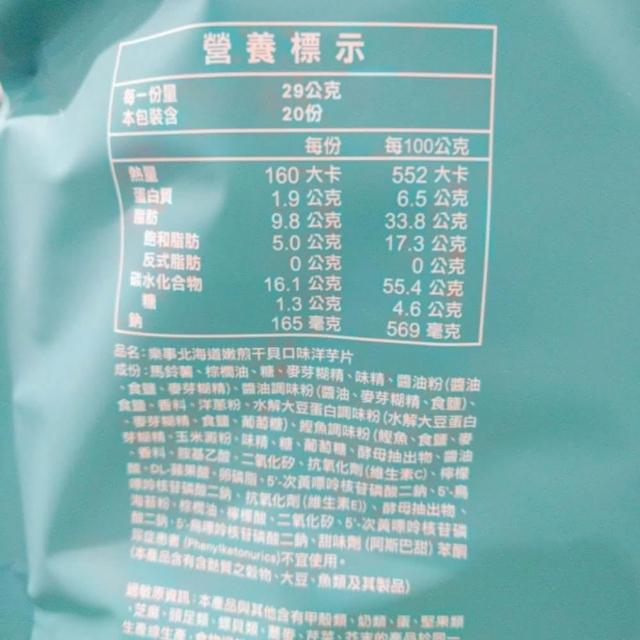 營養標示
每一份量 29公克
本包裝含 20份
每份 每100公克
熱量 160 大卡 552 大卡
蛋白質 1.9 公克 6.5 公克
脂肪 9.8 公克 33.8 公克
飽和脂肪 5.0 公克 17.3 公克
反式脂肪 0 公克 0 公克
碳水化合物 16.1 公克 55.4 公克
糖 1.3 公克 4.6 公克
鈉 165 毫克 569 毫克
品名:樂事北海道嫩煎干貝口味洋芋片
成份:馬鈴薯、棕櫚油、糖、麥芽糊精、味精、醬油粉(醬油
、食鹽、麥芽糊精)、醬油調味粉(醬油、麥芽糊精、食鹽)、
食鹽、香料、洋蔥粉、水解大豆蛋白調味粉(水解大豆蛋白
、麥芽糊精、食鹽、葡萄糖)、鰹魚調味粉(鰹魚、食鹽、麥
芽糊精、玉米澱粉、味精、糖、葡萄糖、酵母抽出物、醬油
、香料、胺基乙酸、二氧化矽、抗氧化劑(維生素C)、檸檬
酸、DL-蘋果酸、卵磷脂、5'-次黃嘌呤核苷磷酸二鈉、5'-鳥
嘌呤核苷磷酸二鈉、抗氧化劑(維生素E))、酵母抽出物、
棕櫚油、檸檬酸、二氧化矽、5'-次黃嘌呤核苷磷
酸二鈉、5'-鳥嘌呤核苷磷酸二鈉、甜味劑(阿斯巴甜)苯酮
尿症患者(Phenylketonurics)不宜使用。
(本產品含有含麩質之穀物、大豆、魚類及其製品)
過敏原資訊:本產品與其他含有甲殼類、奶類、蛋、堅果類
、芝麻、頭足類、螺貝類